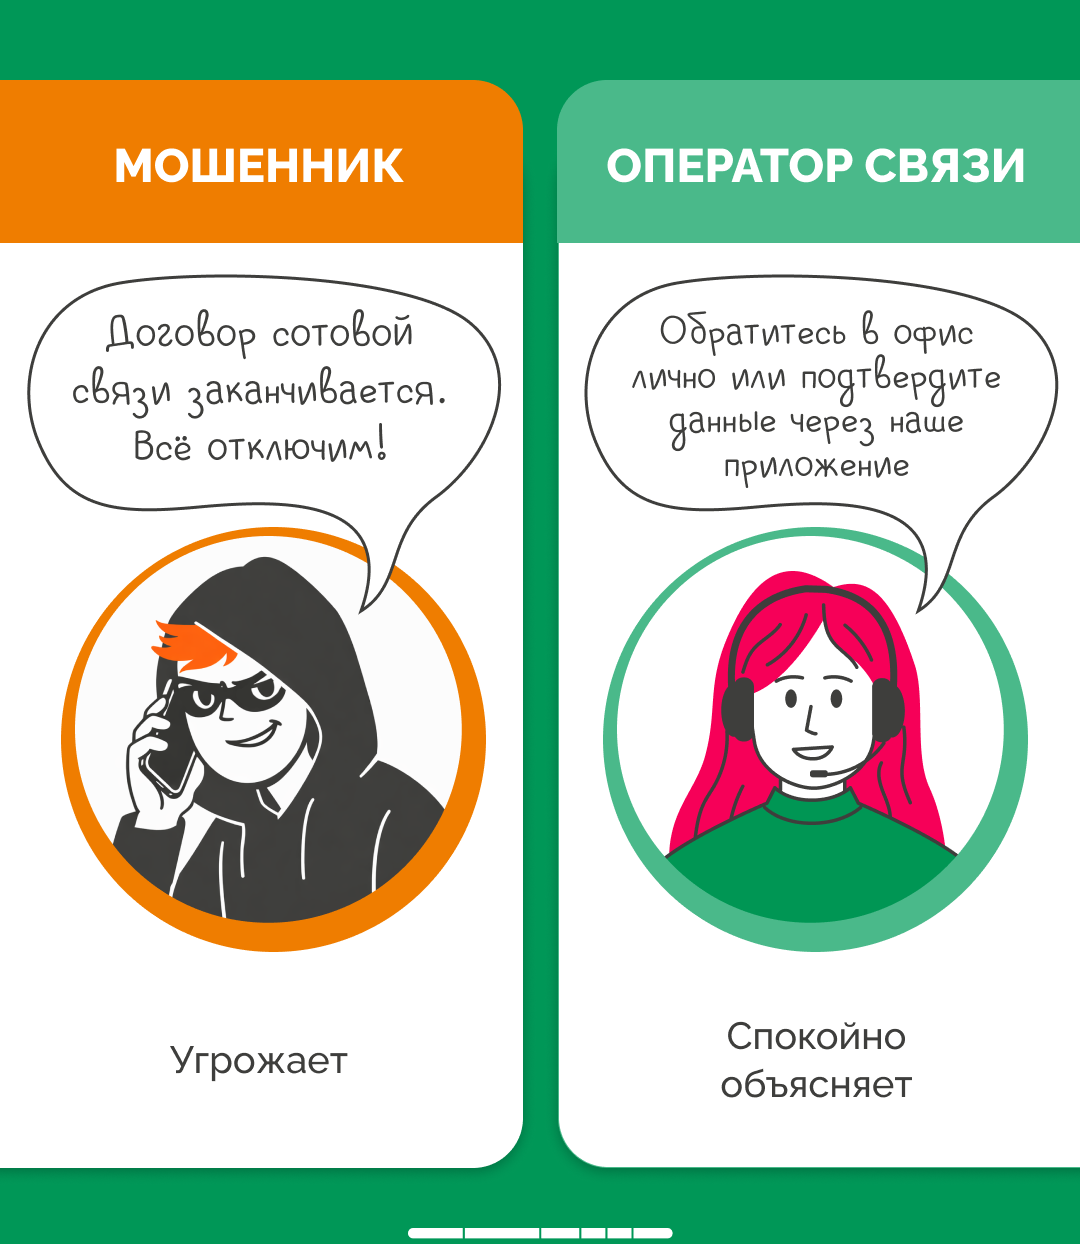 МОШЕННИК
Договор сотовой
связи заканчивается.
Всё отключим!
Угрожает
ОПЕРАТОР СВЯЗИ
Обратитесь в офис
лично или подтвердите
данные через наше
приложение
Спокойно
объясняет